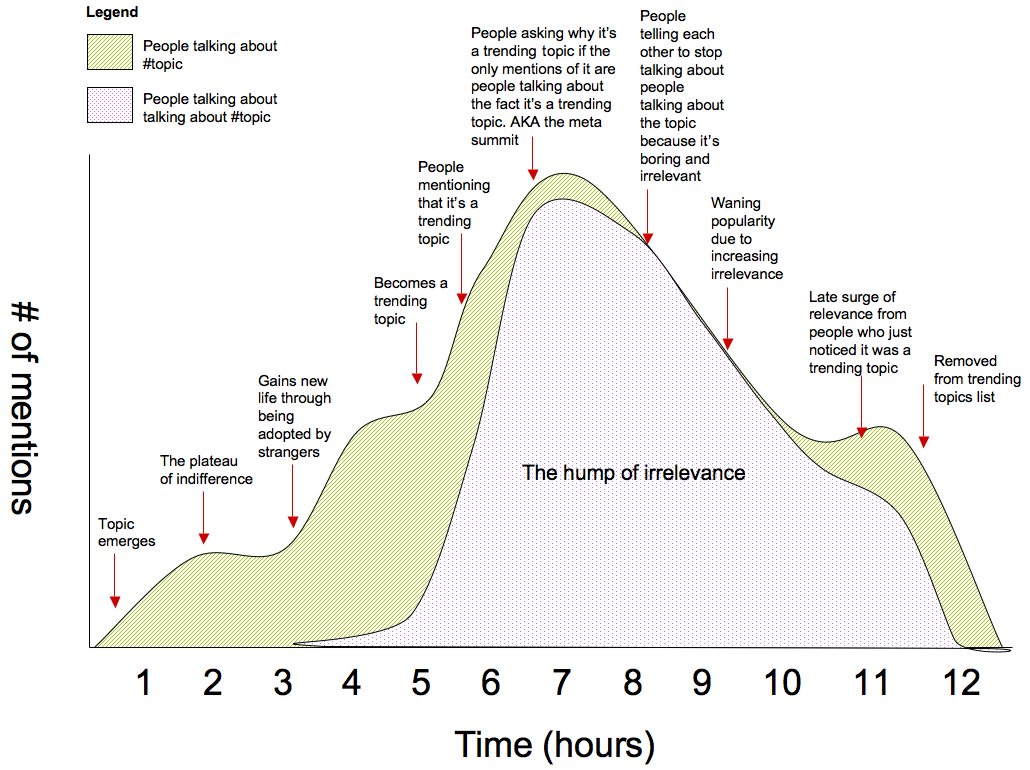 Legend
People talking about
#topic
People talking about
talking about #topic
# of mentions
Topic
emerges
The plateau
of indifference
Gains new
life through
being
adopted by
strangers
Becomes a
trending
topic
People
mentioning
that it's a
trending
topic
People asking why it's
a trending topic if the
only mentions of it are
people talking about
the fact it's a trending
topic. AKA the meta
summit
People
telling each
other to stop
talking about
people
talking about
the topic
because it's
boring and
irrelevant
Waning
popularity
due to
increasing
irrelevance
Late surge of
relevance from
people who just
noticed it was a
trending topic
Removed
from trending
topics list
The hump of irrelevance
1 2 3 4 5 6 7 8 9 10 11 12
Time (hours)